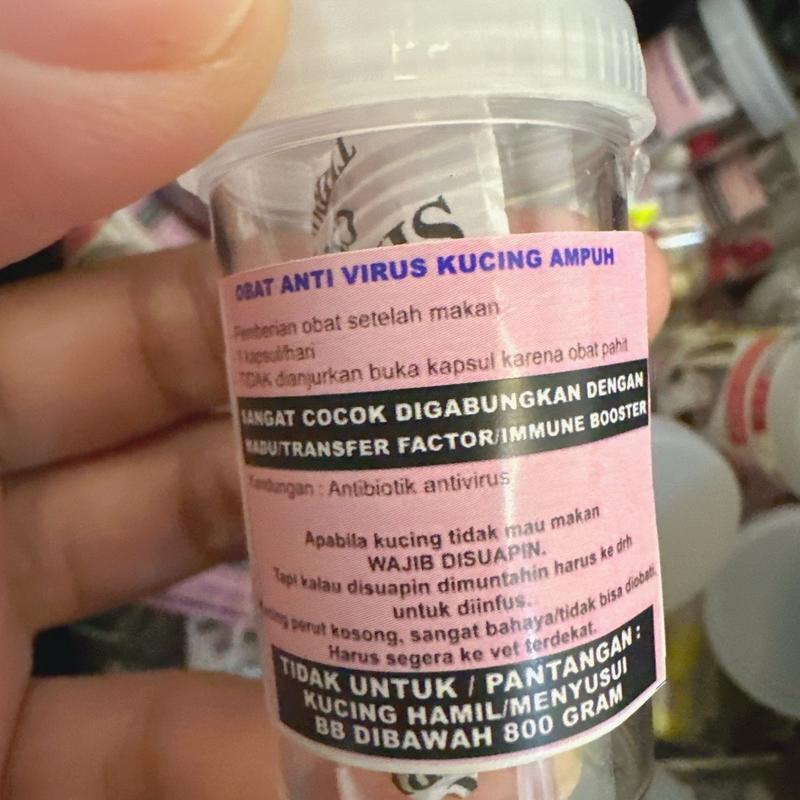 OBAT ANTI VIRUS KUCING AMPUH
Pemberian obat setelah makan
1 kapsul/hari
TIDAK dianjurkan buka kapsul karena obat pahit
SANGAT COCOK DIGABUNGKAN DENGAN
MADU/TRANSFER FACTOR/IMMUNE BOOSTER
Kandungan : Antibiotik antivirus
Apabila kucing tidak mau makan
WAJIB DISUAPIN.
Tapi kalau disuapin dimuntahin harus ke drh
untuk diinfus.
Kucing perut kosong, sangat bahaya/tidak bisa diobati.
Harus segera ke vet terdekat.
TIDAK UNTUK / PANTANGAN :
KUCING HAMIL/MENYUSUI
BB DIBAWAH 800 GRAM